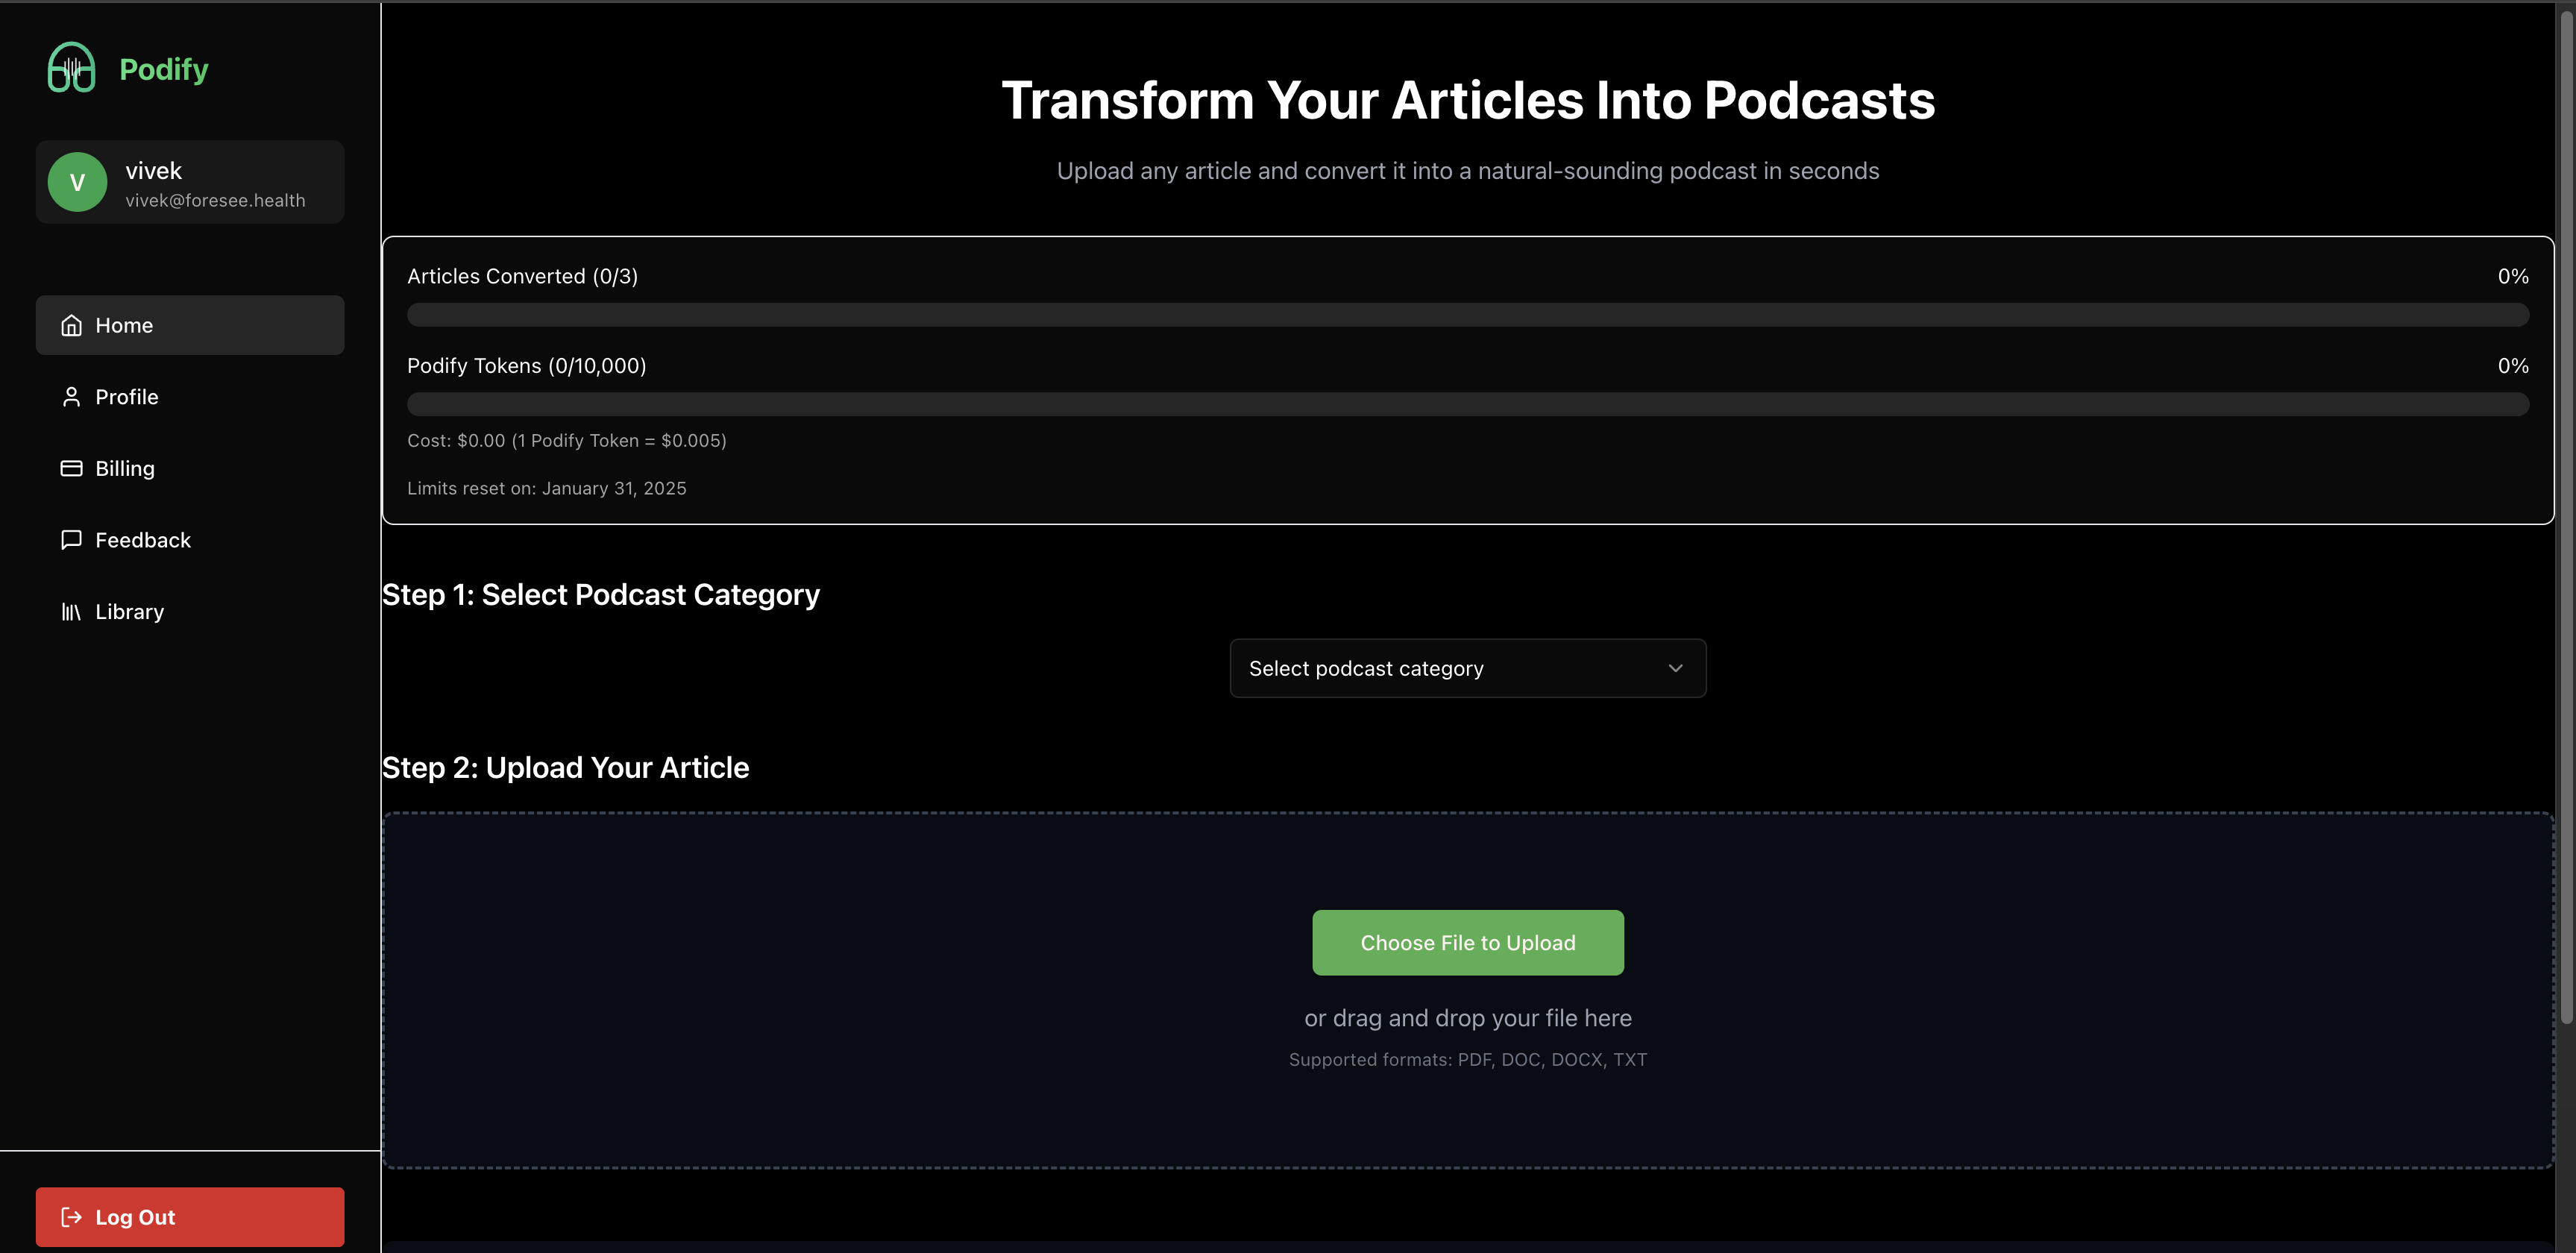 Podify
V
vivek
vivek@foresee.health
Home
Profile
Billing
Feedback
Library
Log Out
Transform Your Articles Into Podcasts
Upload any article and convert it into a natural-sounding podcast in seconds
Articles Converted (0/3) 0%
Podify Tokens (0/10,000) 0%
Cost: $0.00 (1 Podify Token = $0.005)
Limits reset on: January 31, 2025
Step 1: Select Podcast Category
Select podcast category
Step 2: Upload Your Article
Choose File to Upload
or drag and drop your file here
Supported formats: PDF, DOC, DOCX, TXT